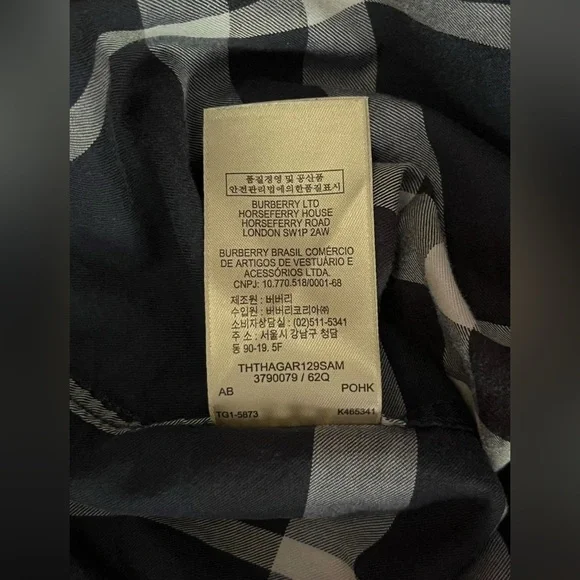 품질경영 및 공산품
안전관리법에의한품질표시
BURBERRY LTD
HORSEFERRY HOUSE
HORSEFERRY ROAD
LONDON SW1P 2AW
BURBERRY BRASIL COMÉRCIO
DE ARTIGOS DE VESTUÁRIO E
ACESSÓRIOS LTDA.
CNPJ: 10.770.518/0001-68
제조원 : 버버리
수입원 : 버버리코리아㈜
소비자상담실 : (02)511-5341
주 소 : 서울시 강남구 청담
동 90-19. 5F
THTHAGAR129SAM
3790079 / 62Q
AB POHK
TG1-5873 K465341